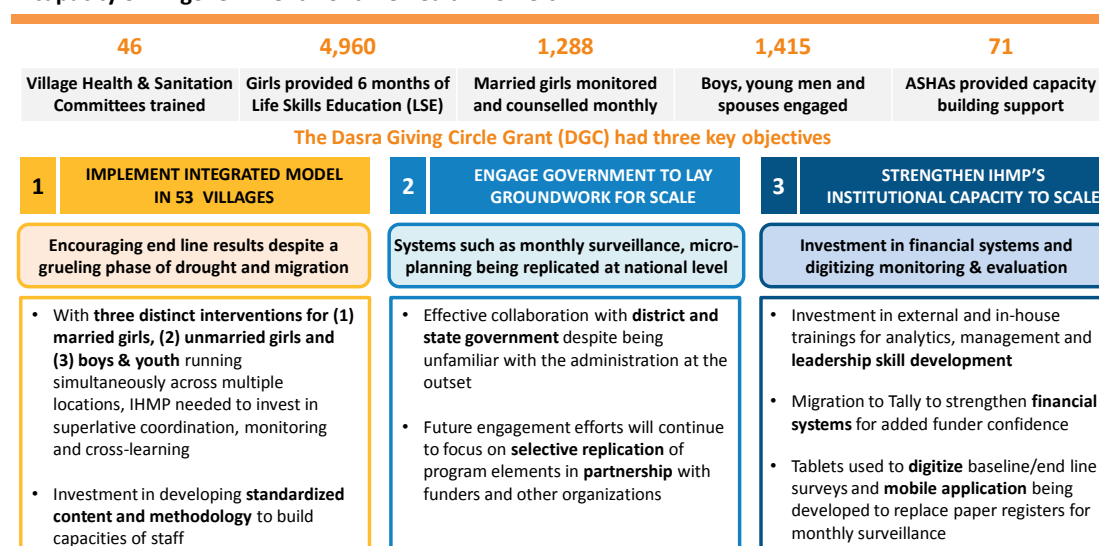 46
4,960
1,288
1,415
71
Village Health & Sanitation
Committees trained
Girls provided 6 months of
Life Skills Education (LSE)
Married girls monitored
and counselled monthly
Boys, young men and
spouses engaged
ASHAs provided capacity
building support
The Dasra Giving Circle Grant (DGC) had three key objectives
1
IMPLEMENT INTEGRATED MODEL
IN 53 VILLAGES
2
ENGAGE GOVERNMENT TO LAY
GROUNDWORK FOR SCALE
3
STRENGTHEN IHMP'S
INSTITUTIONAL CAPACITY TO SCALE
Encouraging end line results despite a
grueling phase of drought and migration
Systems such as monthly surveillance, micro-
planning being replicated at national level
Investment in financial systems and
digitizing monitoring & evaluation
• With three distinct interventions for (1)
married girls, (2) unmarried girls and
(3) boys & youth running
simultaneously across multiple
locations, IHMP needed to invest in
superlative coordination, monitoring
and cross-learning
• Investment in developing standardized
content and methodology to build
capacities of staff
• Effective collaboration with district and
state government despite being
unfamiliar with the administration at the
outset
• Future engagement efforts will continue
to focus on selective replication of
program elements in partnership with
funders and other organizations
• Investment in external and in-house
trainings for analytics, management and
leadership skill development
• Migration to Tally to strengthen financial
systems for added funder confidence
• Tablets used to digitize baseline/end line
surveys and mobile application being
developed to replace paper registers for
monthly surveillance